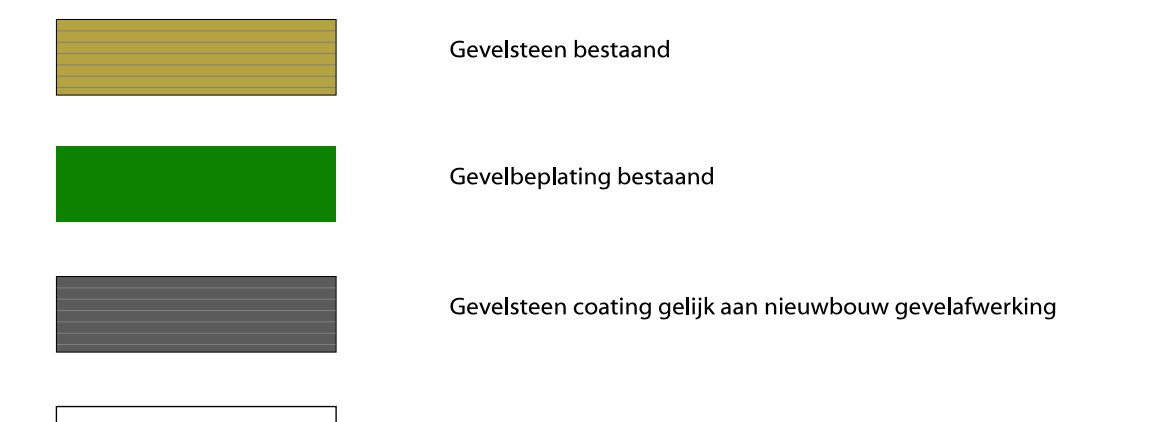 Gevelsteen bestaand
Gevelbeplating bestaand
Gevelsteen coating gelijk aan nieuwbouw gevelafwerking